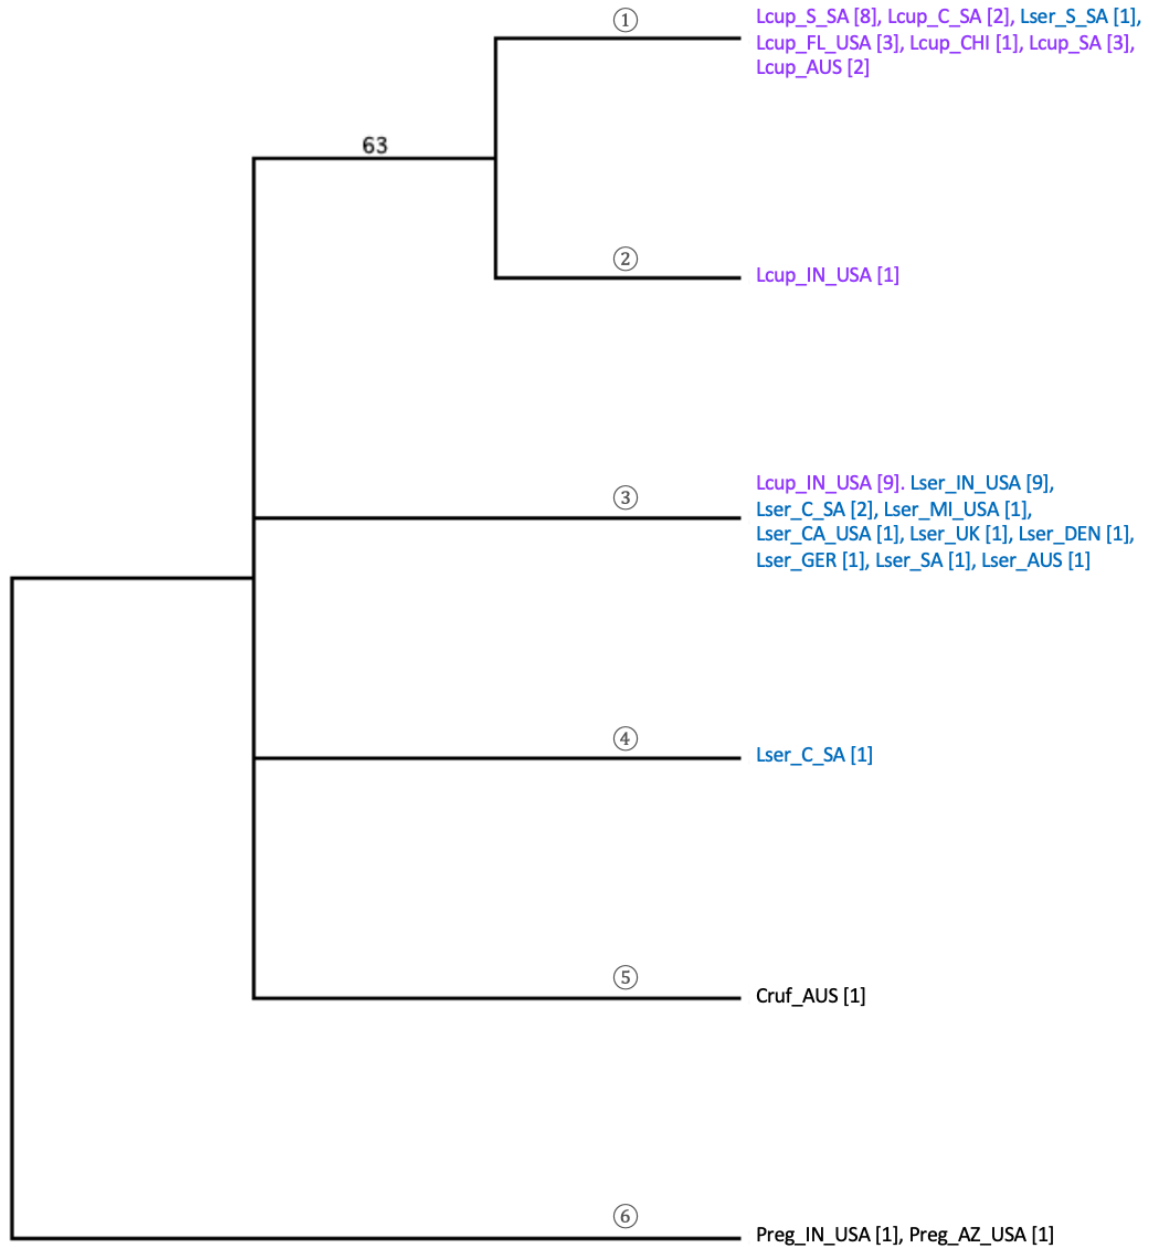 ①
Lcup_S_SA [8], Lcup_C_SA [2], Lser_S_SA [1],
Lcup_FL_USA [3], Lcup_CHI [1], Lcup_SA [3],
Lcup_AUS [2]
63
②
Lcup_IN_USA [1]
③
Lcup_IN_USA [9]. Lser_IN_USA [9],
Lser_C_SA [2], Lser_MI_USA [1],
Lser_CA_USA [1], Lser_UK [1], Lser_DEN [1],
Lser_GER [1], Lser_SA [1], Lser_AUS [1]
④
Lser_C_SA [1]
⑤
Cruf_AUS [1]
⑥
Preg_IN_USA [1], Preg_AZ_USA [1]